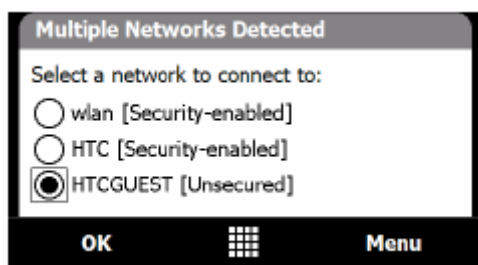 Multiple Networks Detected
Select a network to connect to:
wlan [Security-enabled]
HTC [Security-enabled]
HTCGUEST [Unsecured]
OK Menu